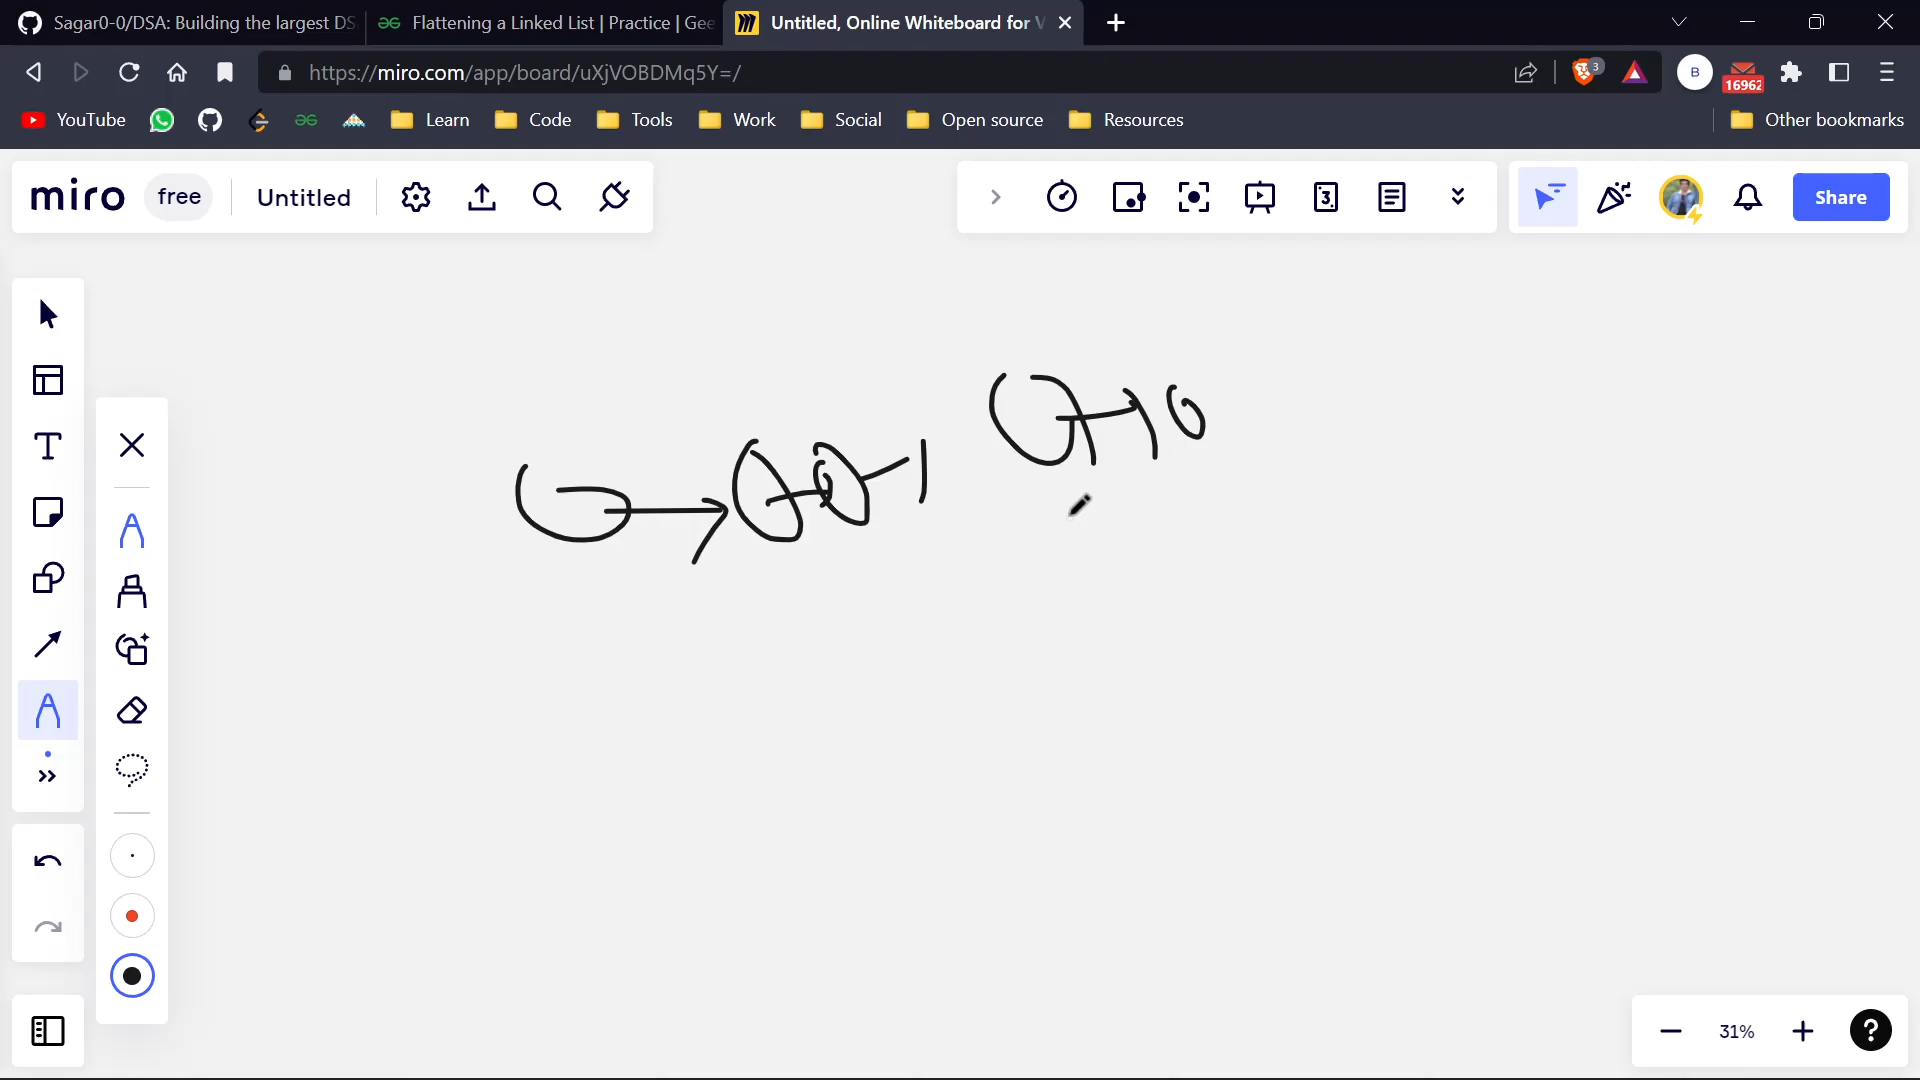 Sagar0-0/DSA: Building the largest DS
Flattening a Linked List | Practice | Gee
Untitled, Online Whiteboard for V
https://miro.com/app/board/uXjVOBDMq5Y=/
3
B
16962
YouTube
Learn
Code
Tools
Work
Social
Open source
Resources
Other bookmarks
miro
free
Untitled
3
Share
T
31%
?